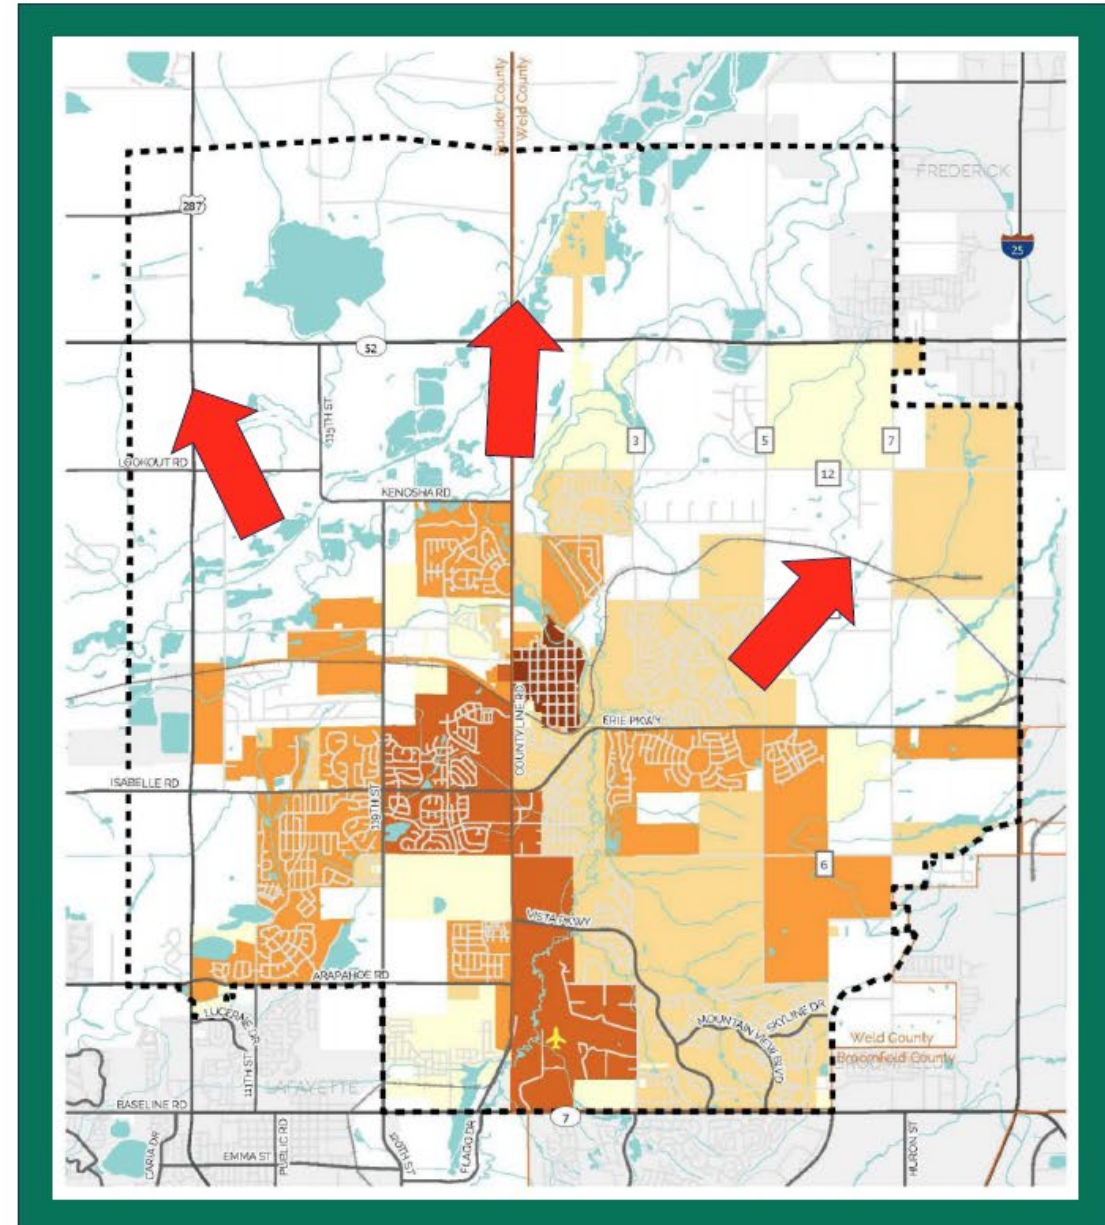 Boulder County
Weld County
FREDERICK
287
25
52
115TH ST
3
5
7
LOOKOUT RD
12
KENOSHA RD
COUNTY LINE RD
ERIE PKWY
ISABELLE RD
119TH ST
6
VISTA PKWY
ARAPAHOE RD
LUCERNE DR
SKYLINE DR
MOUNTAIN VIEW BLVD
Weld County
Broomfield County
111TH ST
LAFAYETTE
BASELINE RD
7
CARIA DR
EMMA ST
PUBLIC RD
120TH ST
FLAGG DR
HURON ST